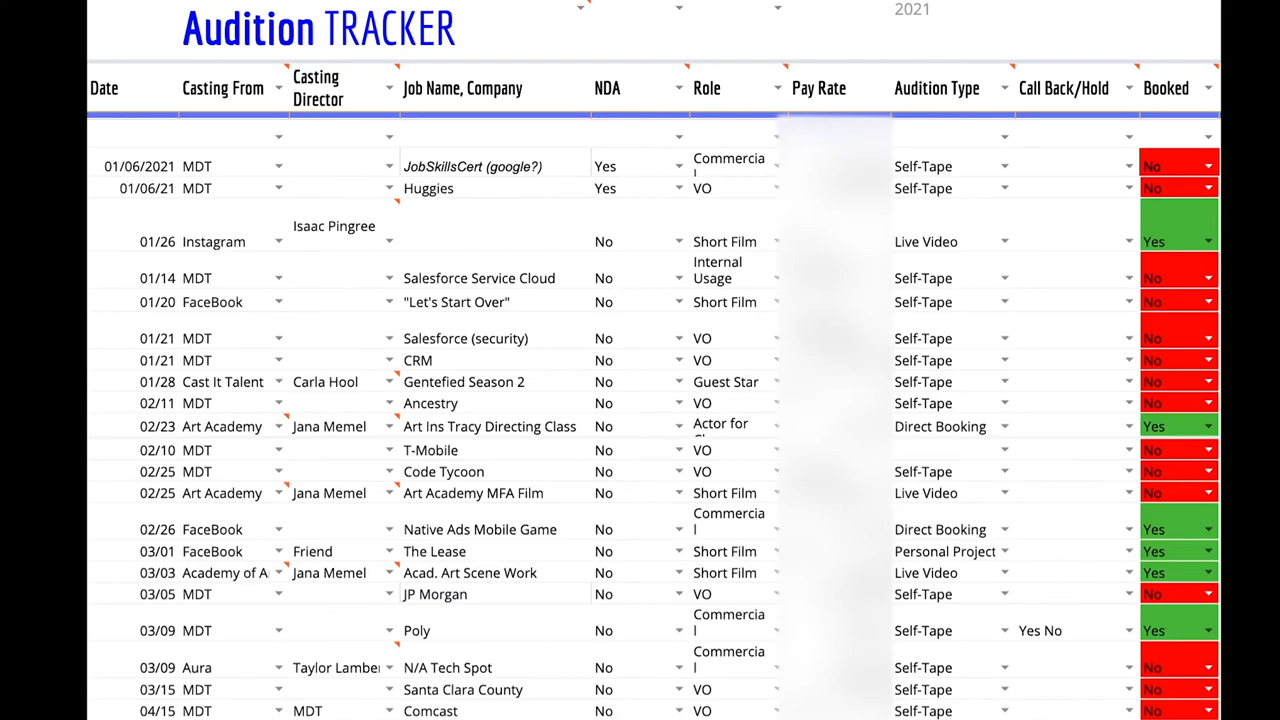 2021
Audition TRACKER
Date Casting From Casting Director Job Name, Company NDA Role Pay Rate Audition Type Call Back/Hold Booked
01/06/2021 MDT JobSkillsCert (google?) Yes Commercial Self-Tape No
01/06/21 MDT Huggies Yes VO Self-Tape No
01/26 Instagram Isaac Pingree No Short Film Live Video Yes
01/14 MDT Salesforce Service Cloud No Internal Usage Self-Tape No
01/20 FaceBook "Let's Start Over" No Short Film Self-Tape No
01/21 MDT Salesforce (security) No VO Self-Tape No
01/21 MDT CRM No VO Self-Tape No
01/28 Cast It Talent Carla Hool Gentefied Season 2 No Guest Star Self-Tape No
02/11 MDT Ancestry No VO Self-Tape No
02/23 Art Academy Jana Memel Art Ins Tracy Directing Class No Actor for Direct Booking Yes
02/10 MDT T-Mobile No VO No
02/25 MDT Code Tycoon No VO Self-Tape No
02/25 Art Academy Jana Memel Art Academy MFA Film No Short Film Live Video No
02/26 FaceBook Native Ads Mobile Game No Commercial Direct Booking Yes
03/01 FaceBook Friend The Lease No Short Film Personal Project Yes
03/03 Academy of A Jana Memel Acad. Art Scene Work No Short Film Live Video Yes
03/05 MDT JP Morgan No VO Self-Tape No
03/09 MDT Poly No Commercial Self-Tape Yes No Yes
03/09 Aura Taylor Lamber N/A Tech Spot No Commercial Self-Tape No
03/15 MDT Santa Clara County No VO Self-Tape No
04/15 MDT MDT Comcast No VO Self-Tape No